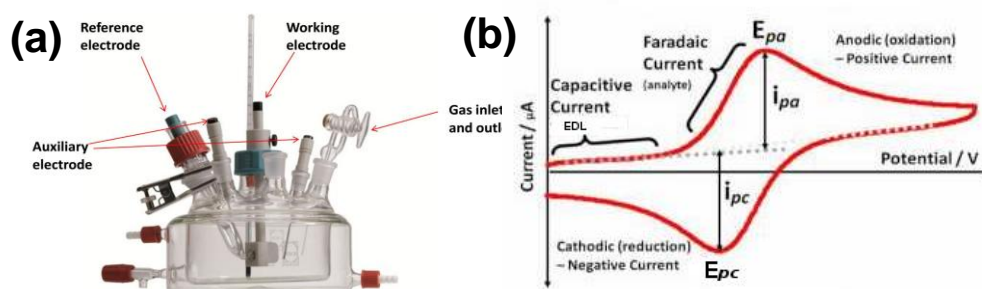 (a)
Reference
electrode
Working
electrode
Auxiliary
electrode
Gas inlet
and outl
(b)
Current / µA
Capacitive
Current
EDL
Faradaic
Current
(analyte)
Epa
Anodic (oxidation)
– Positive Current
ipa
Potential / V
ipc
Cathodic (reduction)
– Negative Current
Epc